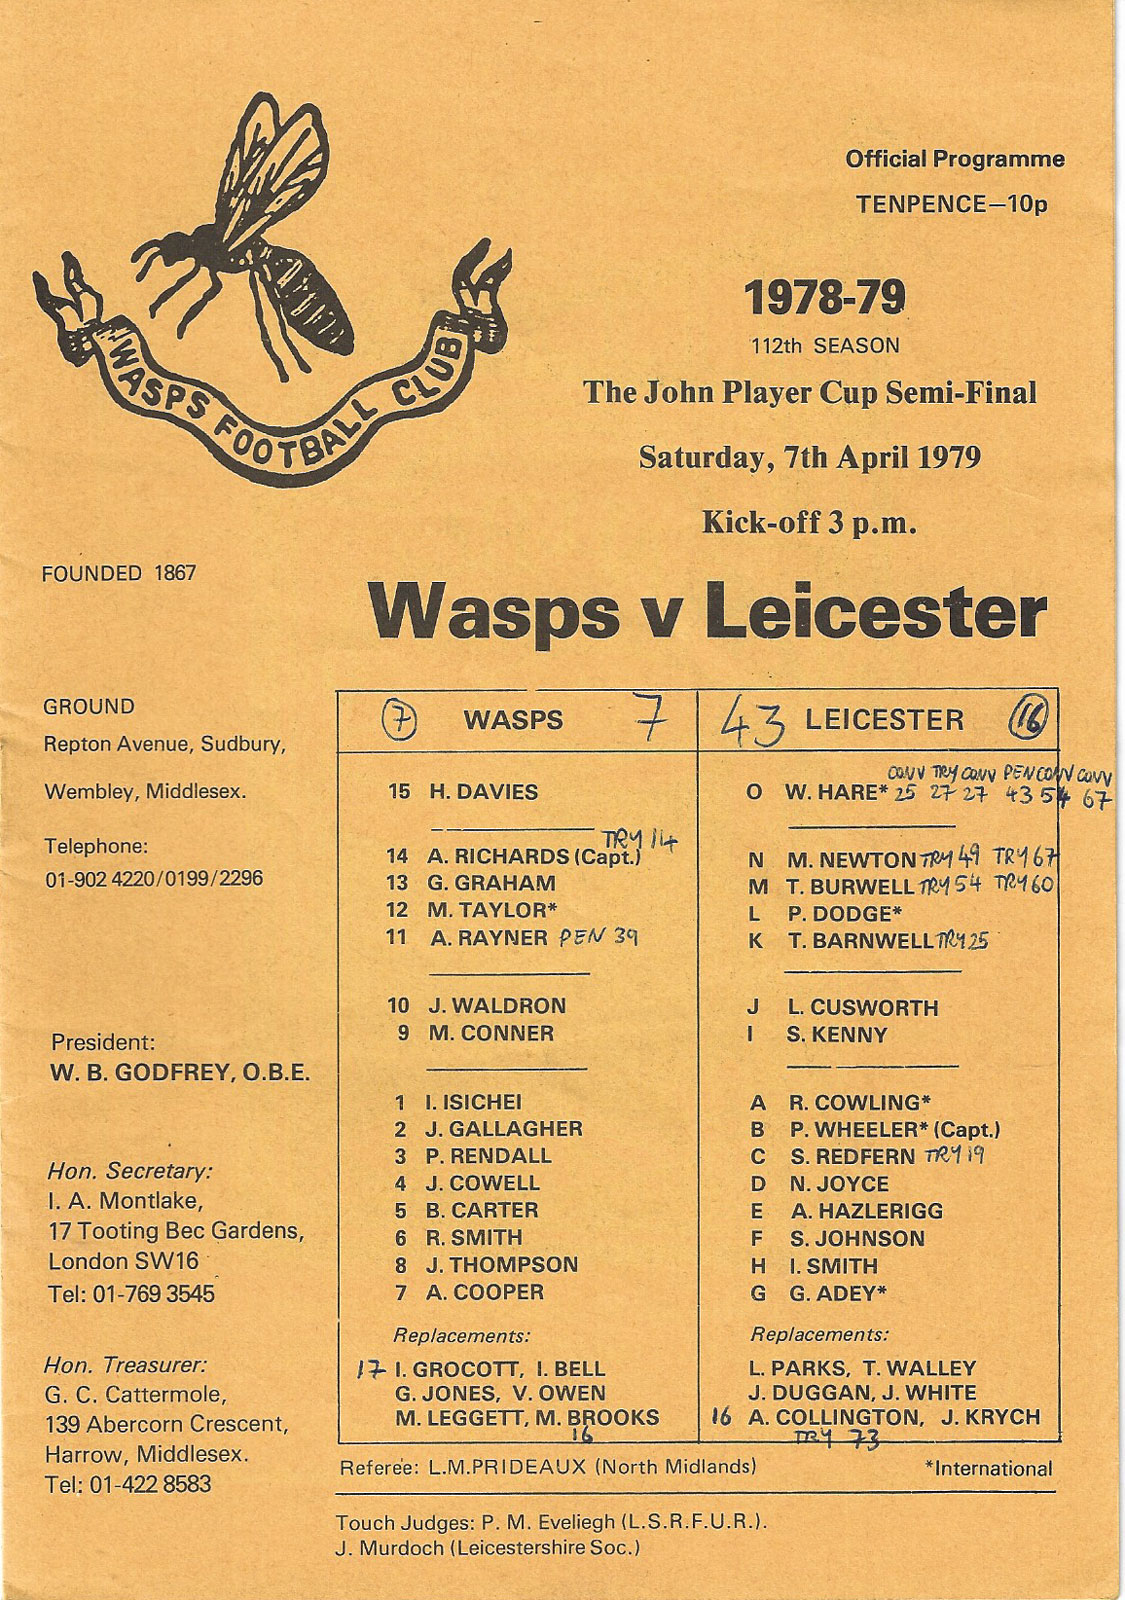 Official Programme
TENPENCE—10p
1978-79
112th SEASON
The John Player Cup Semi-Final
Saturday, 7th April 1979
Kick-off 3 p.m.
WASPS FOOTBALL CLUB
FOUNDED 1867
Wasps v Leicester
GROUND
Repton Avenue, Sudbury,
Wembley, Middlesex.
Telephone:
01-902 4220/0199/2296
President:
W. B. GODFREY, O.B.E.
Hon. Secretary:
I. A. Montlake,
17 Tooting Bec Gardens,
London SW16
Tel: 01-769 3545
Hon. Treasurer:
G. C. Cattermole,
139 Abercorn Crescent,
Harrow, Middlesex.
Tel: 01-422 8583
7 WASPS 7
15 H. DAVIES
TRY 14
14 A. RICHARDS (Capt.)
13 G. GRAHAM
12 M. TAYLOR*
11 A. RAYNER PEN 39
10 J. WALDRON
9 M. CONNER
1 I. ISICHEI
2 J. GALLAGHER
3 P. RENDALL
4 J. COWELL
5 B. CARTER
6 R. SMITH
8 J. THOMPSON
7 A. COOPER
Replacements:
17 I. GROCOTT, I. BELL
G. JONES, V. OWEN
M. LEGGETT, M. BROOKS
16
43 LEICESTER 16
CONV TRY CONV PEN CONV CONV
O W. HARE* 25 27 27 43 54 67
N M. NEWTON TRY 49 TRY 67
M T. BURWELL TRY 54 TRY 60
L P. DODGE*
K T. BARNWELL TRY 25
J L. CUSWORTH
I S. KENNY
A R. COWLING*
B P. WHEELER* (Capt.)
C S. REDFERN TRY 19
D N. JOYCE
E A. HAZLERIGG
F S. JOHNSON
H I. SMITH
G G. ADEY*
Replacements:
L. PARKS, T. WALLEY
J. DUGGAN, J. WHITE
16 A. COLLINGTON, J. KRYCH
TRY 73
Referee: L.M.PRIDEAUX (North Midlands)
*International
Touch Judges: P. M. Eveliegh (L.S.R.F.U.R.).
J. Murdoch (Leicestershire Soc.)